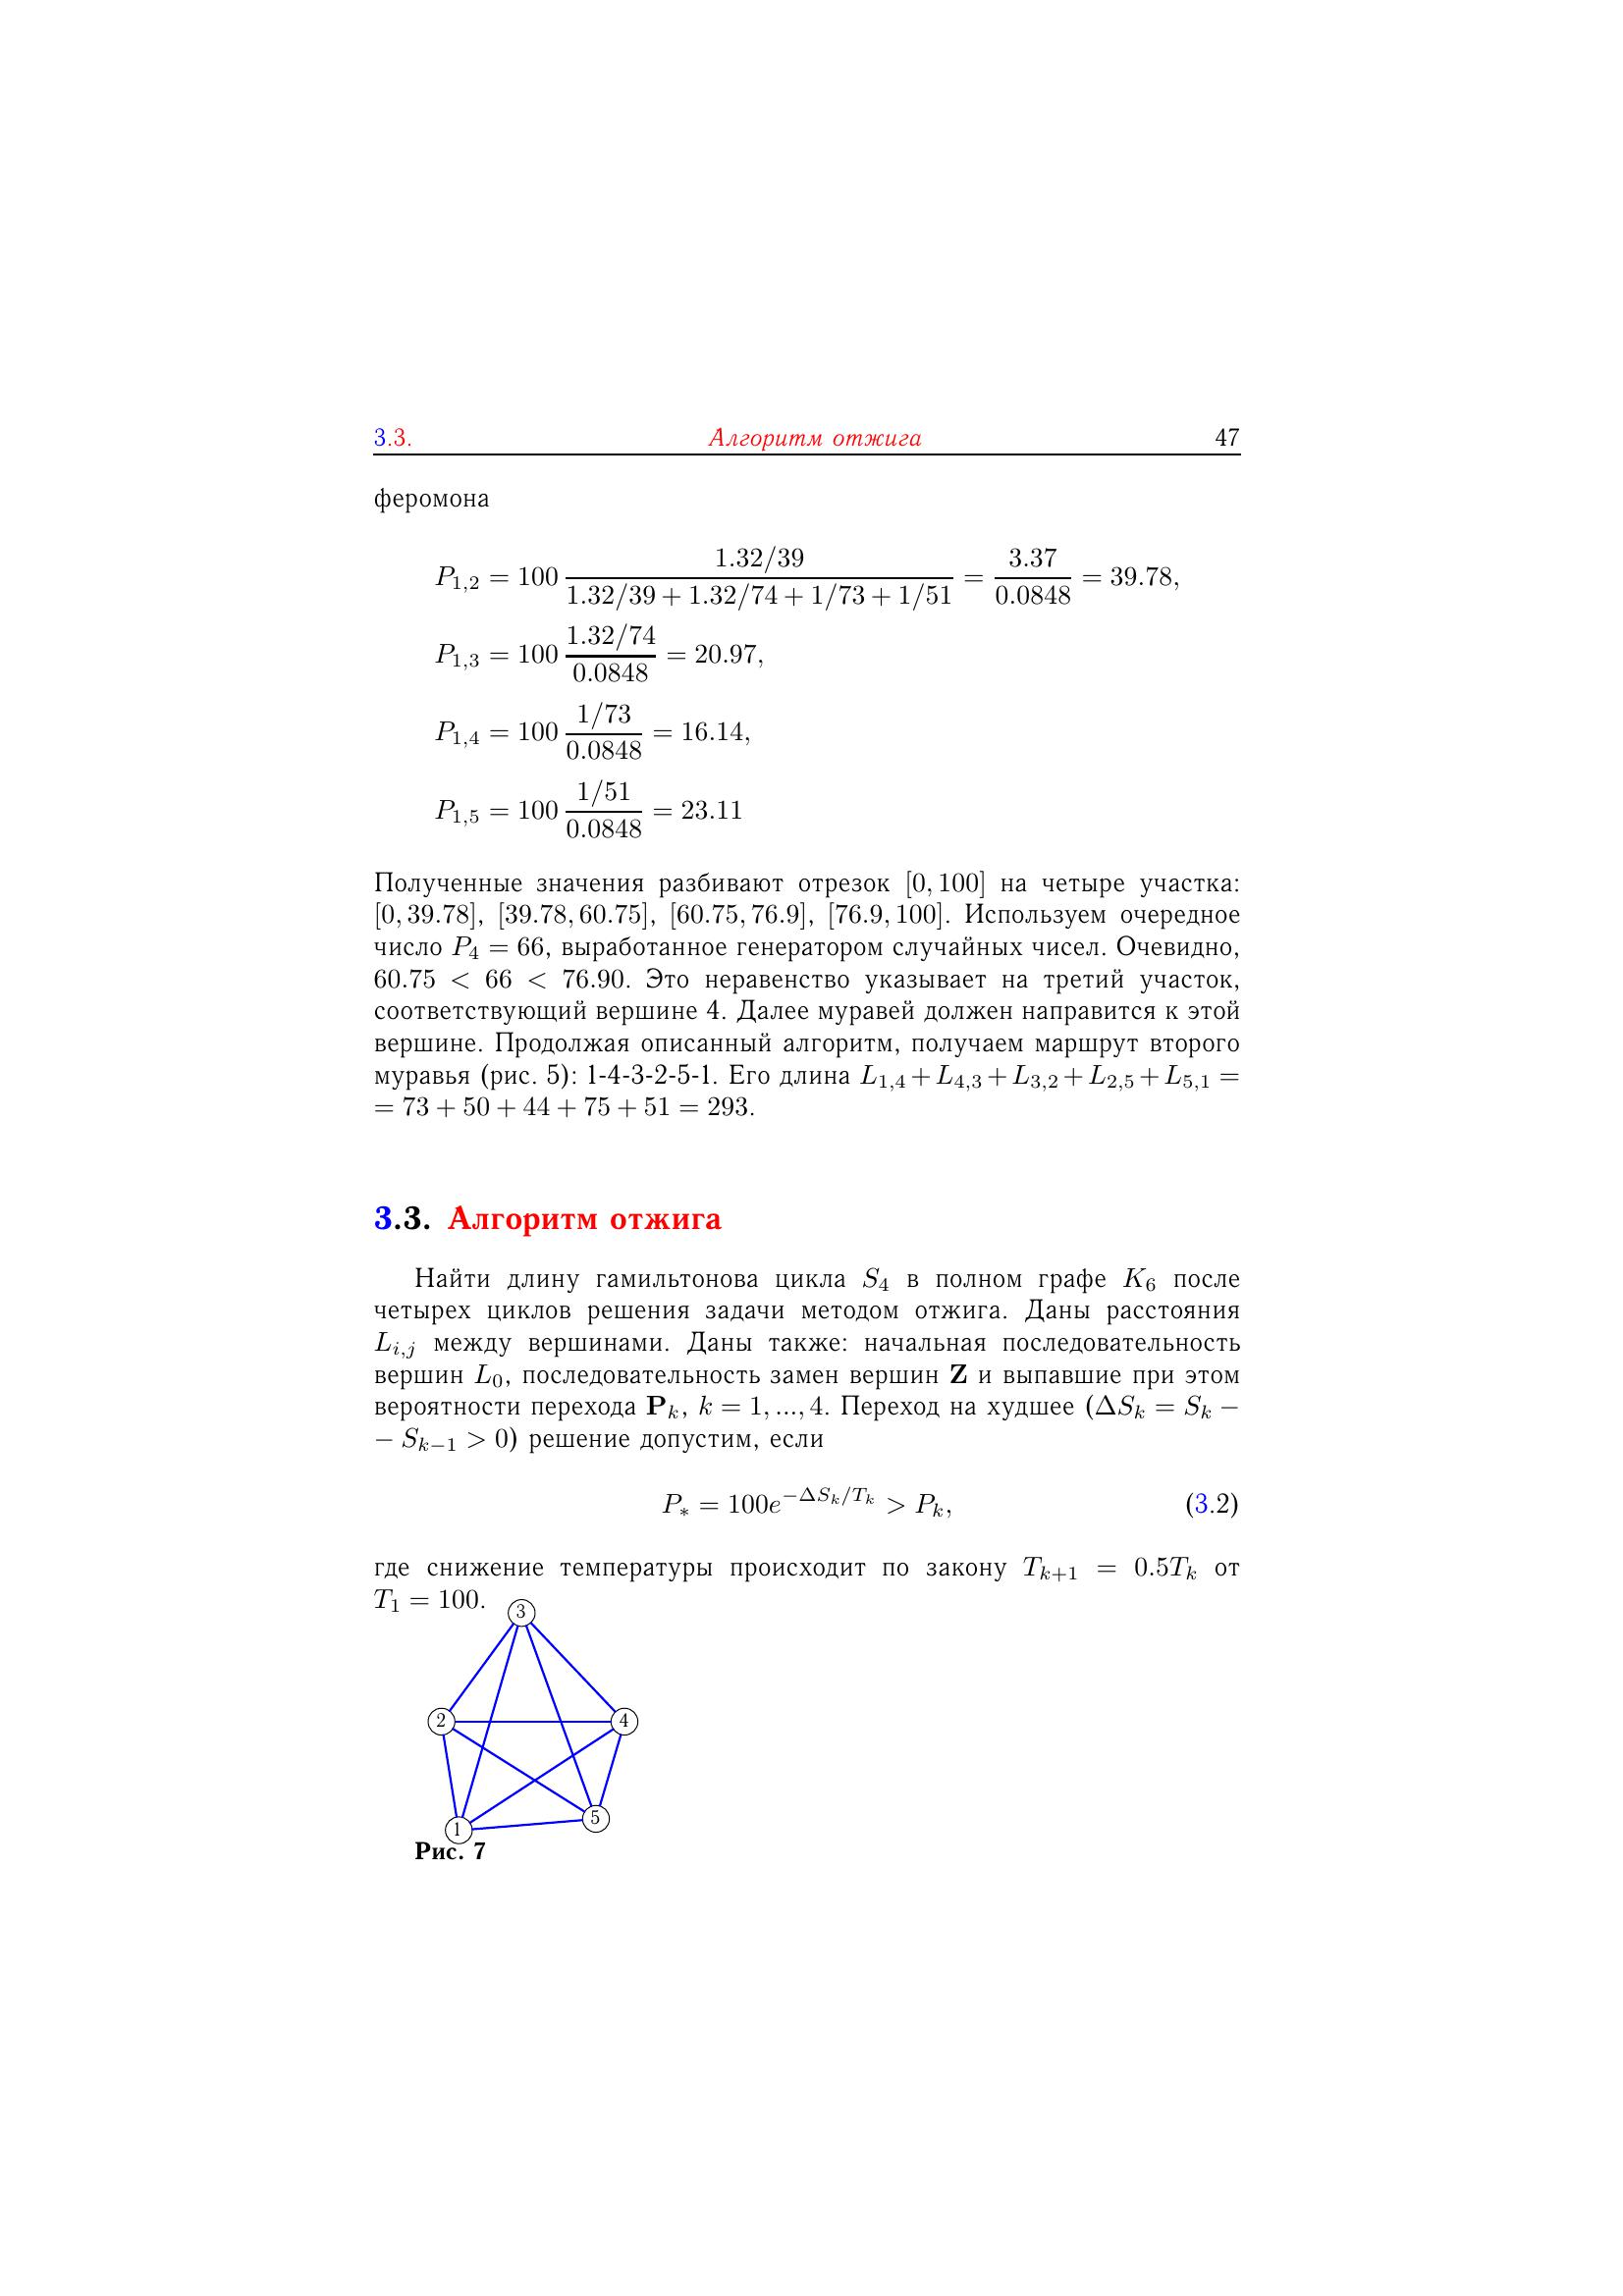 3.3. Алгоритм отжига 47
феромона
P_{1,2} = 100 \frac{1.32/39}{1.32/39 + 1.32/74 + 1/73 + 1/51} = \frac{3.37}{0.0848} = 39.78,
P_{1,3} = 100 \frac{1.32/74}{0.0848} = 20.97,
P_{1,4} = 100 \frac{1/73}{0.0848} = 16.14,
P_{1,5} = 100 \frac{1/51}{0.0848} = 23.11
Полученные значения разбивают отрезок [0, 100] на четыре участка:
[0, 39.78], [39.78, 60.75], [60.75, 76.9], [76.9, 100]. Используем очередное
число P_4 = 66, выработанное генератором случайных чисел. Очевидно,
60.75 < 66 < 76.90. Это неравенство указывает на третий участок,
соответствующий вершине 4. Далее муравей должен направится к этой
вершине. Продолжая описанный алгоритм, получаем маршрут второго
муравья (рис. 5): 1-4-3-2-5-1. Его длина L_{1,4} + L_{4,3} + L_{3,2} + L_{2,5} + L_{5,1} =
= 73 + 50 + 44 + 75 + 51 = 293.
3.3. Алгоритм отжига
Найти длину гамильтонова цикла S_4 в полном графе K_6 после
четырех циклов решения задачи методом отжига. Даны расстояния
L_{i,j} между вершинами. Даны также: начальная последовательность
вершин L_0, последовательность замен вершин Z и выпавшие при этом
вероятности перехода P_k, k = 1, ..., 4. Переход на худшее (ΔS_k = S_k −
− S_{k−1} > 0) решение допустим, если
P_* = 100e^{−ΔS_k/T_k} > P_k, (3.2)
где снижение температуры происходит по закону T_{k+1} = 0.5T_k от
T_1 = 100.
3
2
4
5
1
Рис. 7